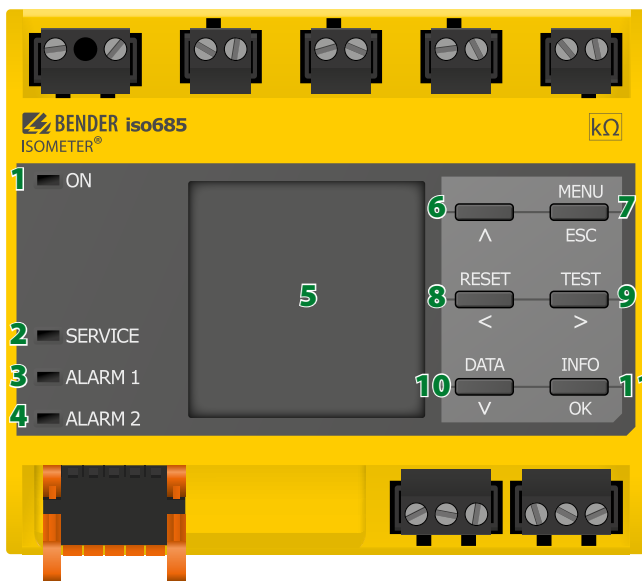 BENDER iso685
ISOMETER®
kΩ
1 ON
2 SERVICE
3 ALARM 1
4 ALARM 2
5
6
∧
MENU
7
ESC
RESET
8
<
TEST
9
>
DATA
10
∨
INFO
11
OK